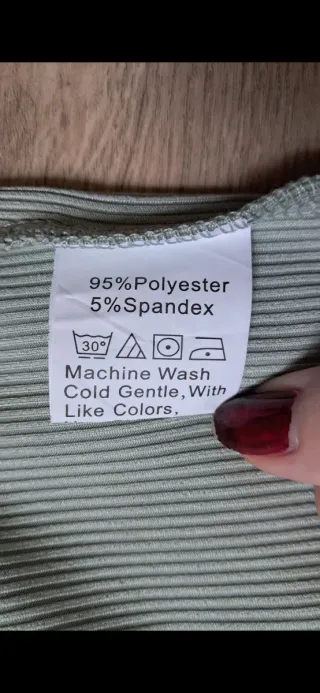 95%Polyester
5%Spandex
30°
Machine Wash
Cold Gentle, With
Like Colors,